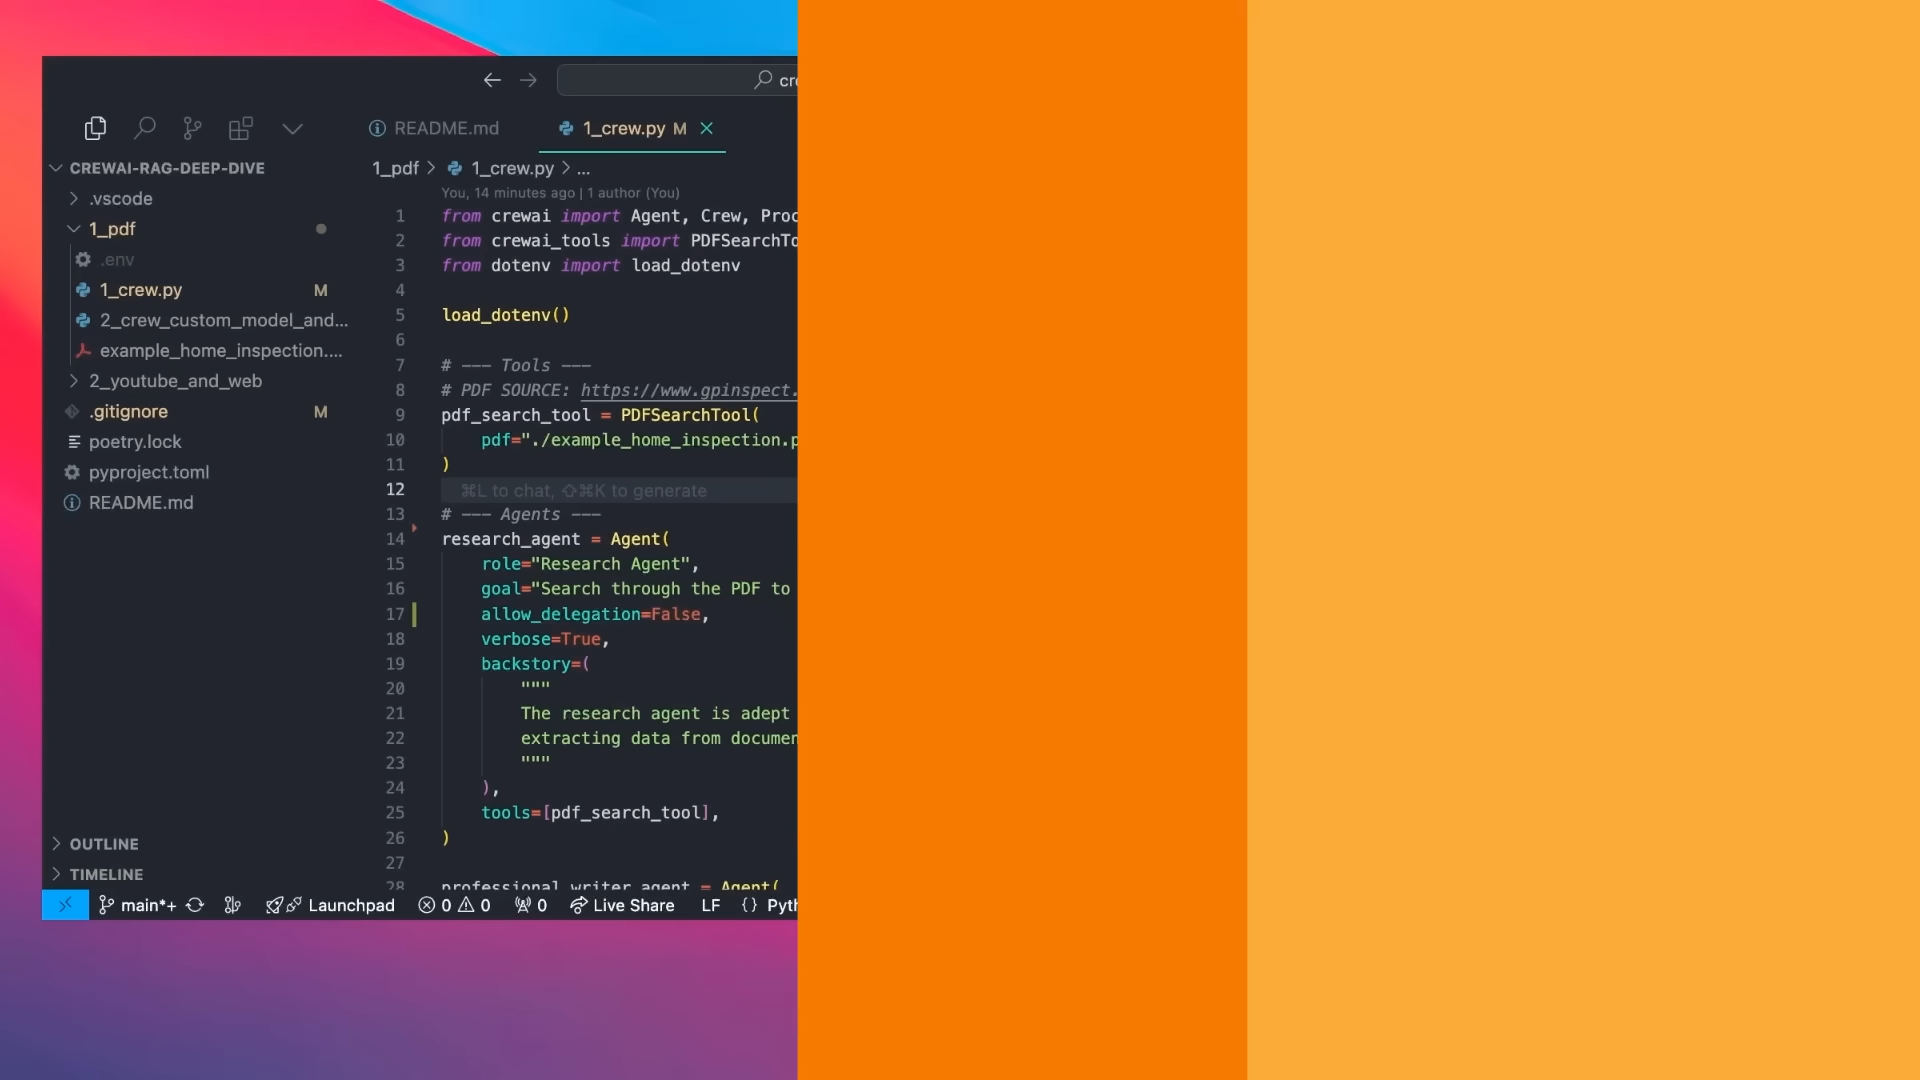 cre
README.md
1_crew.py M
CREWAI-RAG-DEEP-DIVE
1_pdf > 1_crew.py > ...
.vscode
You, 14 minutes ago | 1 author (You)
1_pdf
.env
1_crew.py M
2_crew_custom_model_and...
example_home_inspection....
2_youtube_and_web
.gitignore M
poetry.lock
pyproject.toml
README.md
OUTLINE
TIMELINE
1 from crewai import Agent, Crew, Proc
2 from crewai_tools import PDFSearchTo
3 from dotenv import load_dotenv
4
5 load_dotenv()
6
7 # --- Tools ---
8 # PDF SOURCE: https://www.gpinspect.
9 pdf_search_tool = PDFSearchTool(
10 pdf="./example_home_inspection.p
11 )
12 ⌘L to chat, ⇧⌘K to generate
13 # --- Agents ---
14 research_agent = Agent(
15 role="Research Agent",
16 goal="Search through the PDF to
17 allow_delegation=False,
18 verbose=True,
19 backstory=(
20 """
21 The research agent is adept
22 extracting data from documen
23 """
24 ),
25 tools=[pdf_search_tool],
26 )
27
28 professional_writer_agent = Agent(
main*+ Launchpad 0 0 0 Live Share LF {} Pyth